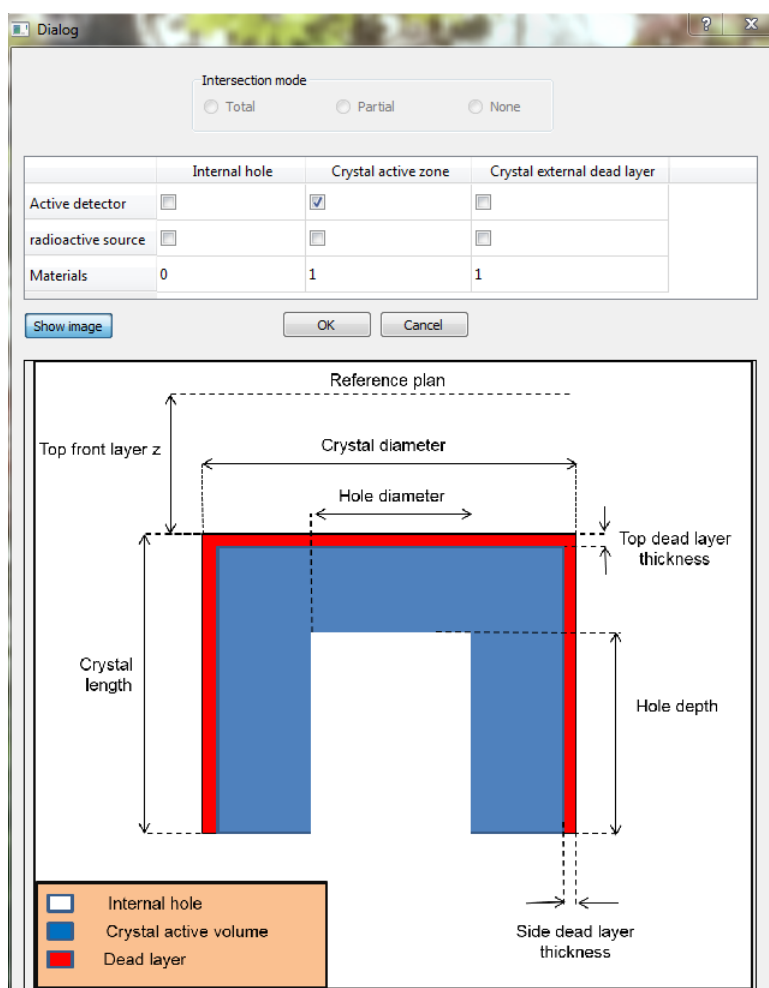 Dialog
?
X
Intersection mode
Total Partial None
Internal hole Crystal active zone Crystal external dead layer
Active detector
radioactive source
Materials 0 1 1
Show image OK Cancel
Reference plan
Top front layer z
Crystal diameter
Hole diameter
Top dead layer
thickness
Crystal
length
Hole depth
Internal hole
Crystal active volume
Dead layer
Side dead layer
thickness